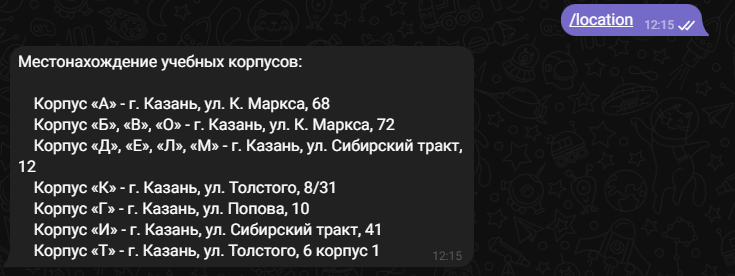 /location 12:15
Местонахождение учебных корпусов:
Корпус «А» - г. Казань, ул. К. Маркса, 68
Корпус «Б», «В», «О» - г. Казань, ул. К. Маркса, 72
Корпус «Д», «Е», «Л», «М» - г. Казань, ул. Сибирский тракт,
12
Корпус «К» - г. Казань, ул. Толстого, 8/31
Корпус «Г» - г. Казань, ул. Попова, 10
Корпус «И» - г. Казань, ул. Сибирский тракт, 41
Корпус «Т» - г. Казань, ул. Толстого, 6 корпус 1 12:15